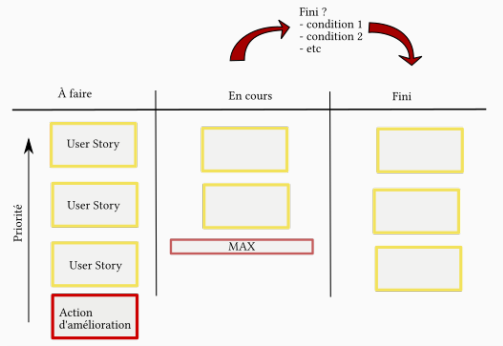 Fini ?
- condition 1
- condition 2
- etc
À faire
En cours
Fini
Priorité
User Story
User Story
User Story
MAX
Action
d'amélioration